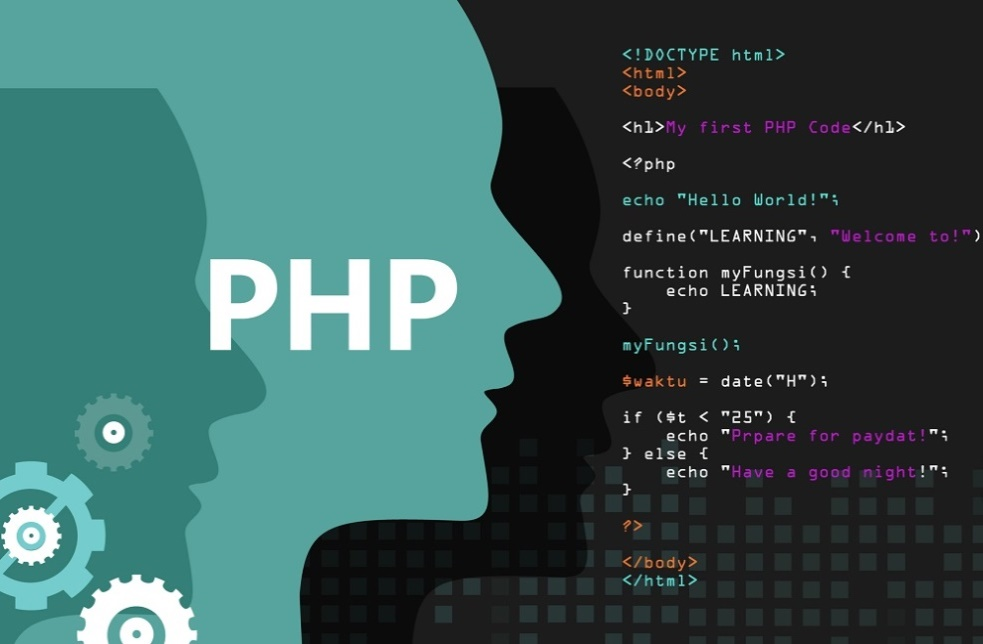 PHP
<!DOCTYPE html>
<html>
<body>
<h1>My first PHP Code</h1>
<?php
echo "Hello World!";
define("LEARNING", "Welcome to!")
function myFungsi() {
    echo LEARNING;
}
myFungsi();
$waktu = date("H");
if ($t < "25") {
    echo "Prpare for paydat!";
} else {
    echo "Have a good night!";
}
?>
</body>
</html>